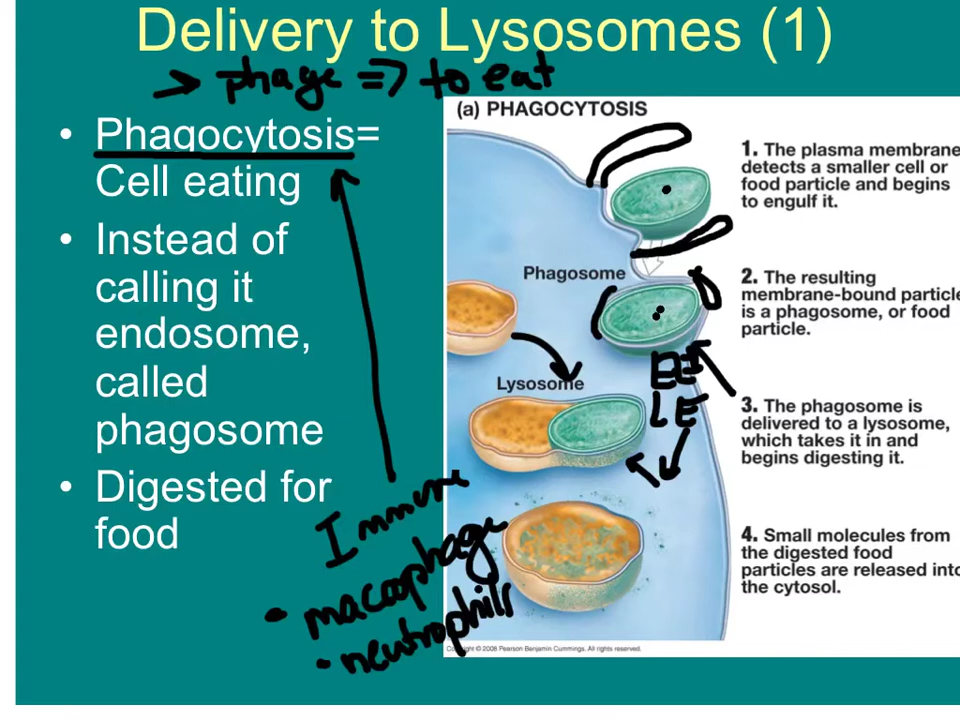 Delivery to Lysosomes (1)
> phage => to eat
• Phagocytosis=
Cell eating
• Instead of
calling it
endosome,
called
phagosome
• Digested for
food
Immune
• macrophage
• neutrophils
(a) PHAGOCYTOSIS
1. The plasma membrane
detects a smaller cell or
food particle and begins
to engulf it.
Phagosome
2. The resulting
membrane-bound particle
is a phagosome, or food
particle.
EE
LE
Lysosome
3. The phagosome is
delivered to a lysosome,
which takes it in and
begins digesting it.
4. Small molecules from
the digested food
particles are released into
the cytosol.
© 2008 Pearson Benjamin Cummings. All rights reserved.